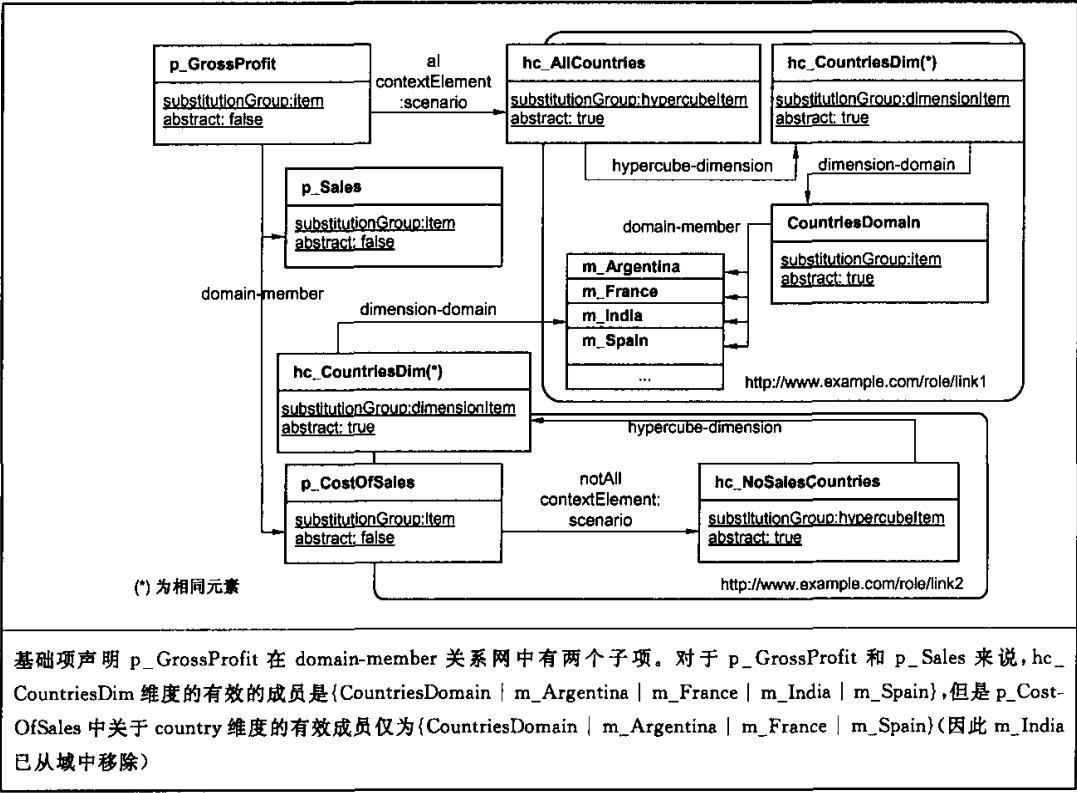 p_GrossProfit
substitutionGroup:item
abstract: false
al
contextElement
:scenario
hc_AllCountries
substitutionGroup:hypercubeItem
abstract: true
hc_CountriesDim(*)
substitutionGroup:dimensionItem
abstract: true
hypercube-dimension
dimension-domain
p_Sales
substitutionGroup:item
abstract: false
domain-member
CountriesDomain
substitutionGroup:item
abstract: true
m_Argentina
m_France
m_India
m_Spain
...
domain-member
dimension-domain
http://www.example.com/role/link1
hc_CountriesDim(*)
substitutionGroup:dimensionItem
abstract: true
hypercube-dimension
p_CostOfSales
substitutionGroup:item
abstract: false
notAll
contextElement:
scenario
hc_NoSalesCountries
substitutionGroup:hypercubeItem
abstract: true
(*) 为相同元素
http://www.example.com/role/link2
基础项声明 p_GrossProfit 在 domain-member 关系网中有两个子项。对于 p_GrossProfit 和 p_Sales 来说,hc_
CountriesDim 维度的有效的成员是{CountriesDomain | m_Argentina | m_France | m_India | m_Spain},但是 p_Cost-
OfSales 中关于 country 维度的有效成员仅为{CountriesDomain | m_Argentina | m_France | m_Spain}(因此 m_India
已从域中移除)